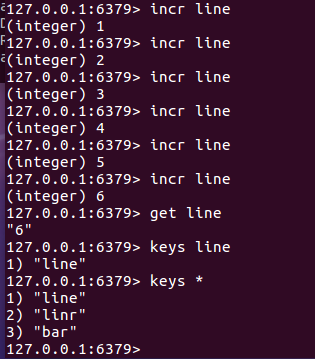 127.0.0.1:6379> incr line
(integer) 1
127.0.0.1:6379> incr line
(integer) 2
127.0.0.1:6379> incr line
(integer) 3
127.0.0.1:6379> incr line
(integer) 4
127.0.0.1:6379> incr line
(integer) 5
127.0.0.1:6379> incr line
(integer) 6
127.0.0.1:6379> get line
"6"
127.0.0.1:6379> keys line
1) "line"
127.0.0.1:6379> keys *
1) "line"
2) "linr"
3) "bar"
127.0.0.1:6379>